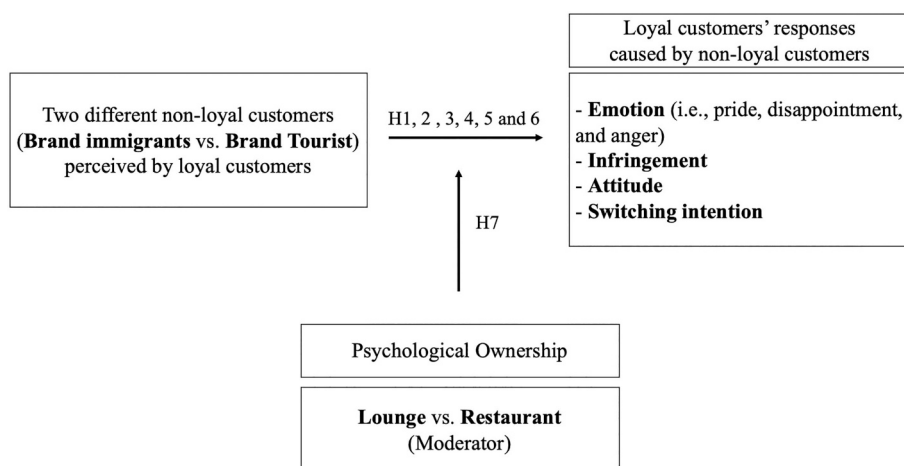 Loyal customers' responses
caused by non-loyal customers
Two different non-loyal customers
(Brand immigrants vs. Brand Tourist)
perceived by loyal customers
H1, 2 , 3, 4, 5 and 6
- Emotion (i.e., pride, disappointment,
and anger)
- Infringement
- Attitude
- Switching intention
H7
Psychological Ownership
Lounge vs. Restaurant
(Moderator)